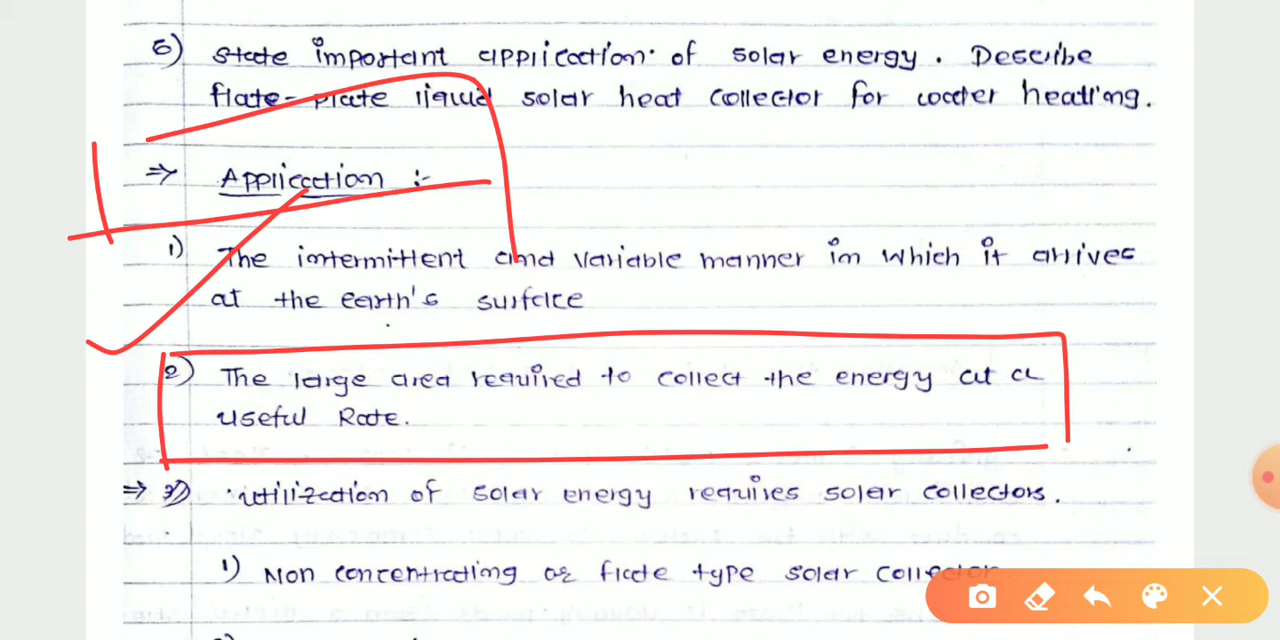 5) State important application of solar energy. Describe
flate-plate liquid solar heat collector for water heating.
⇒ Application :-
1) The intermittent and variable manner in which it arrives
at the earth's surface
2) The large area required to collect the energy at a
useful Rate.
⇒ 3) utilization of solar energy requires solar collectors.
1) Non concentrating or flate type solar collector